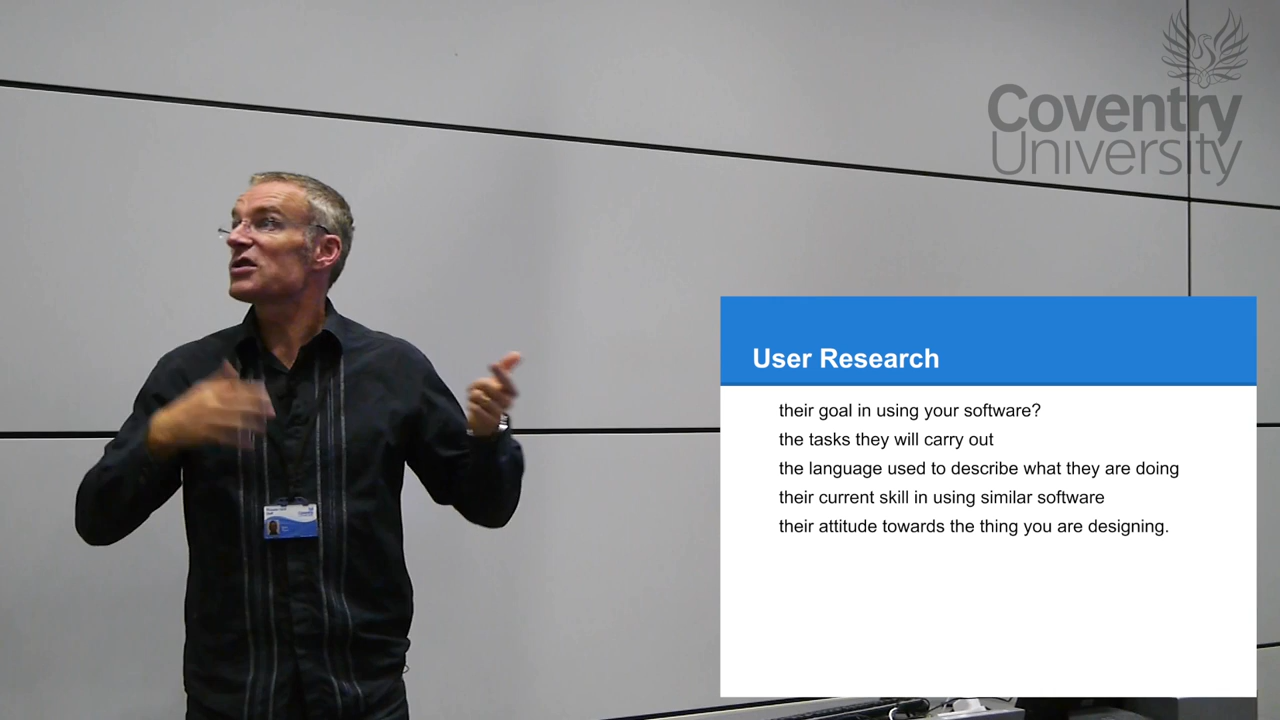 Coventry
University
User Research
their goal in using your software?
the tasks they will carry out
the language used to describe what they are doing
their current skill in using similar software
their attitude towards the thing you are designing.